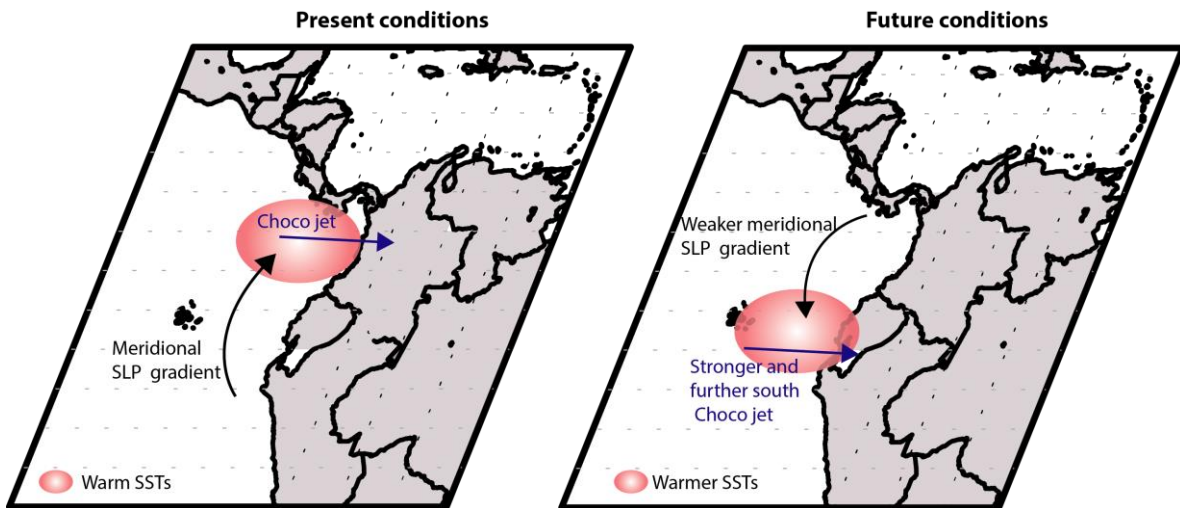 Present conditions
Choco jet
Meridional
SLP gradient
Warm SSTs
Future conditions
Weaker meridional
SLP gradient
Stronger and
further south
Choco jet
Warmer SSTs